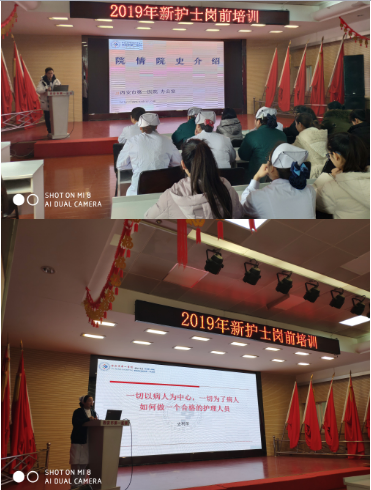 2019年新护士岗前培训
院情院史介绍
SHOT ON MI 8
AI DUAL CAMERA
2019年新护士岗前培训
一切以病人为中心，一切为了病人
如何做一个合格的护理人员
SHOT ON MI 8
AI DUAL CAMERA